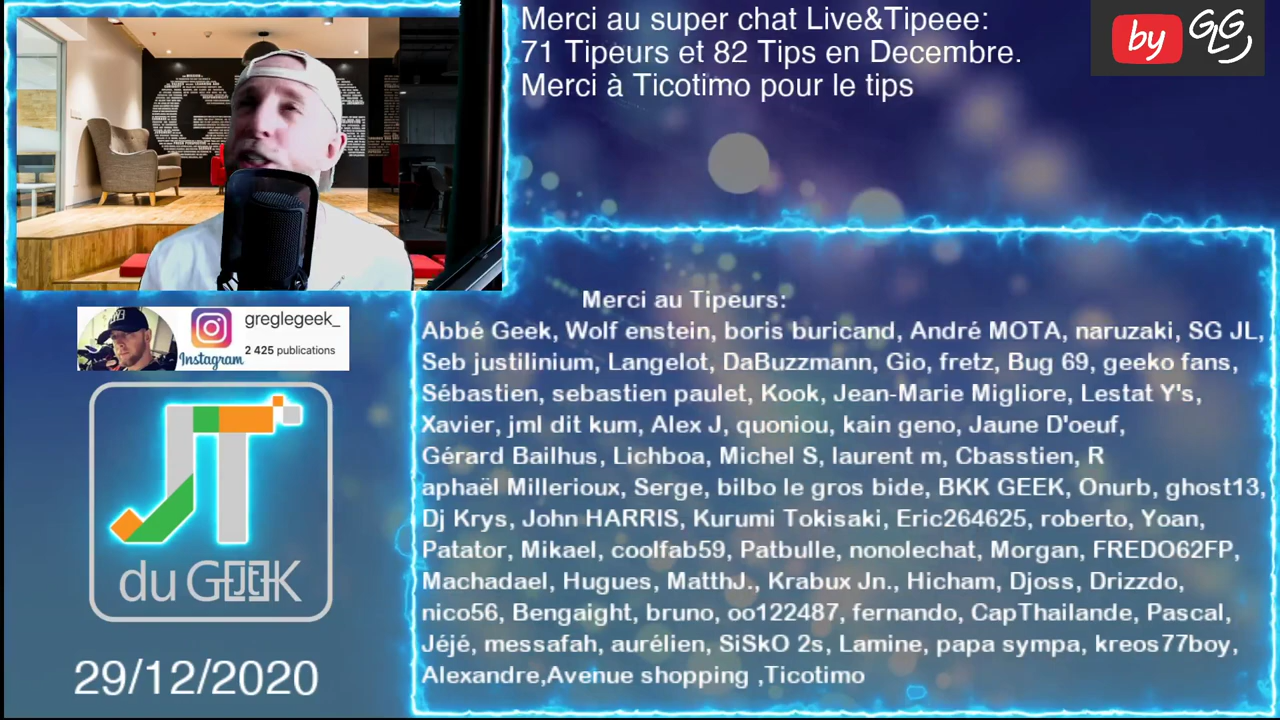 Merci au super chat Live&Tipeee:
71 Tipeurs et 82 Tips en Decembre.
Merci a Ticotimo pour le tips
by GLG
greglegeek_
Instagram
2 425 publications
JT
du GEEK
29/12/2020
Merci au Tipeurs:
Abbé Geek, Wolf enstein, boris buricand, André MOTA, naruzaki, SG JL,
Seb justilinium, Langelot, DaBuzzmann, Gio, fretz, Bug 69, geeko fans,
Sébastien, sebastien paulet, Kook, Jean-Marie Migliore, Lestat Y's,
Xavier, jml dit kum, Alex J, quoniou, kain geno, Jaune D'oeuf,
Gérard Bailhus, Lichboa, Michel S, laurent m, Cbasstien, R
aphaël Millerioux, Serge, bilbo le gros bide, BKK GEEK, Onurb, ghost13,
Dj Krys, John HARRIS, Kurumi Tokisaki, Eric264625, roberto, Yoan,
Patator, Mikael, coolfab59, Patbulle, nonolechat, Morgan, FREDO62FP,
Machadael, Hugues, MatthJ., Krabux Jn., Hicham, Djoss, Drizzdo,
nico56, Bengaight, bruno, oo122487, fernando, CapThailande, Pascal,
Jéjé, messafah, aurélien, SiSkO 2s, Lamine, papa sympa, kreos77boy,
Alexandre,Avenue shopping ,Ticotimo